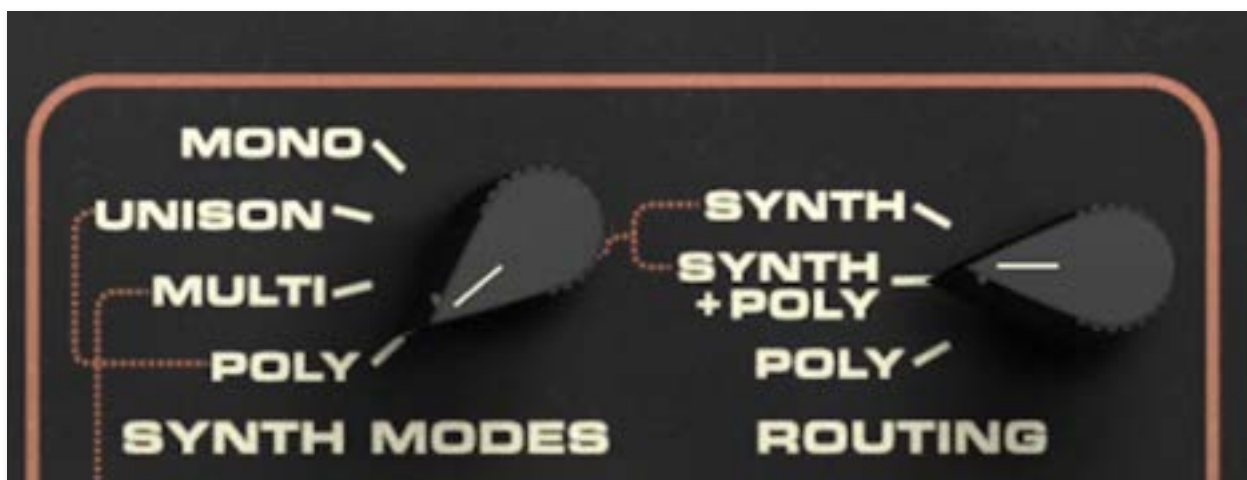 MONO
UNISON
MULTI
POLY
SYNTH MODES
SYNTH
SYNTH
+POLY
POLY
ROUTING